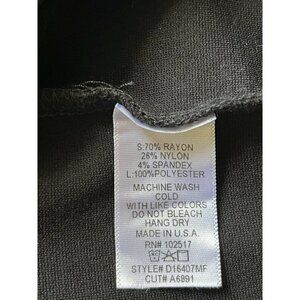 S:70% RAYON
26% NYLON
4% SPANDEX
L:100%POLYESTER
MACHINE WASH
COLD
WITH LIKE COLORS
DO NOT BLEACH
HANG DRY
MADE IN U.S.A.
RN# 102517
STYLE# D16407MF
CUT# A6891